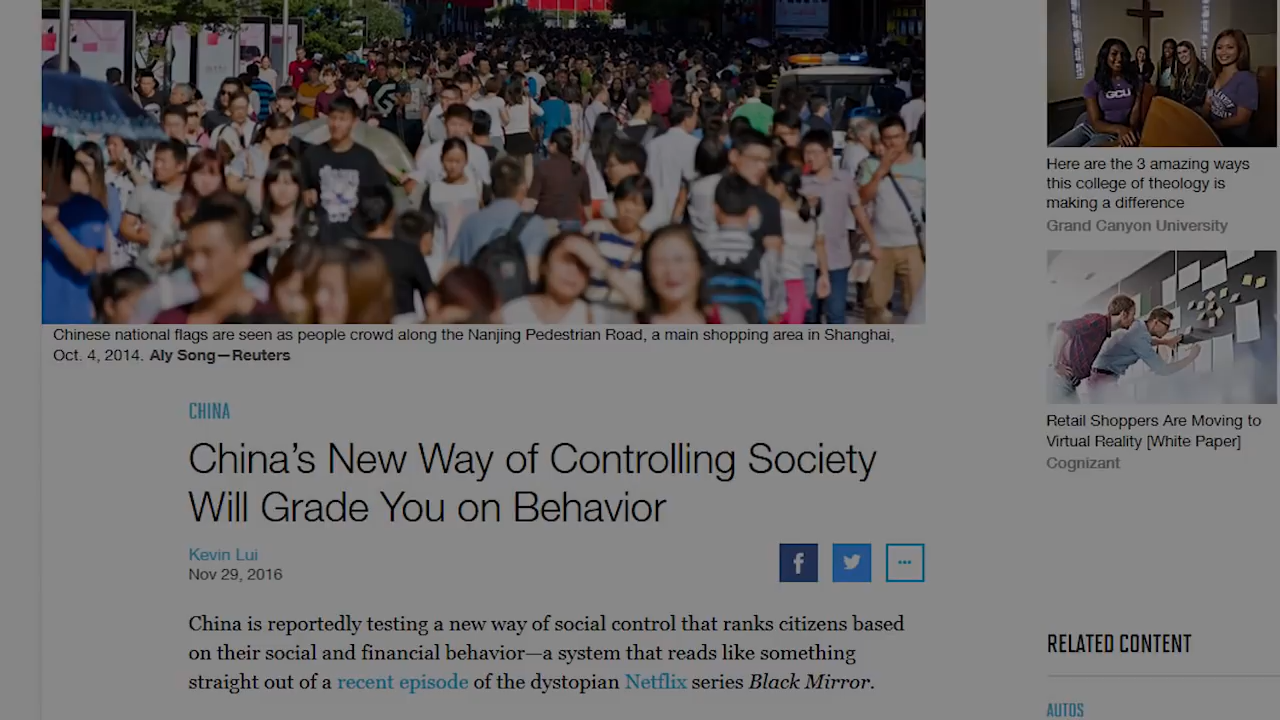 Chinese national flags are seen as people crowd along the Nanjing Pedestrian Road, a main shopping area in Shanghai,
Oct. 4, 2014. Aly Song—Reuters
CHINA
China’s New Way of Controlling Society
Will Grade You on Behavior
Kevin Lui
Nov 29, 2016
China is reportedly testing a new way of social control that ranks citizens based
on their social and financial behavior—a system that reads like something
straight out of a recent episode of the dystopian Netflix series Black Mirror.
GCU
Here are the 3 amazing ways
this college of theology is
making a difference
Grand Canyon University
Retail Shoppers Are Moving to
Virtual Reality [White Paper]
Cognizant
RELATED CONTENT
AUTOS